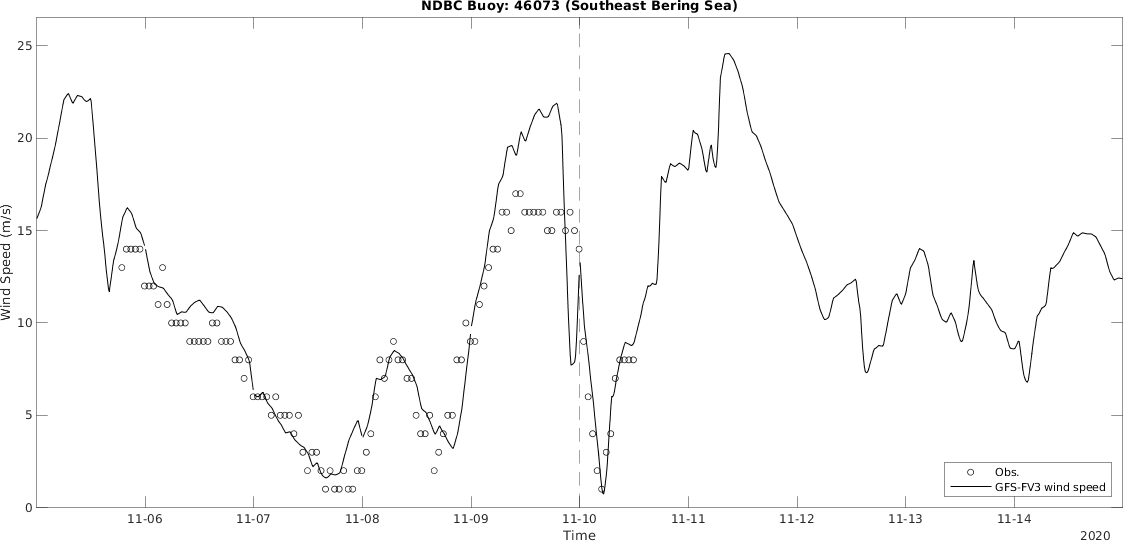 NDBC Buoy: 46073 (Southeast Bering Sea)
25
20
15
10
5
0
Wind Speed (m/s)
11-06 11-07 11-08 11-09 11-10 11-11 11-12 11-13 11-14
Time
2020
Obs.
GFS-FV3 wind speed